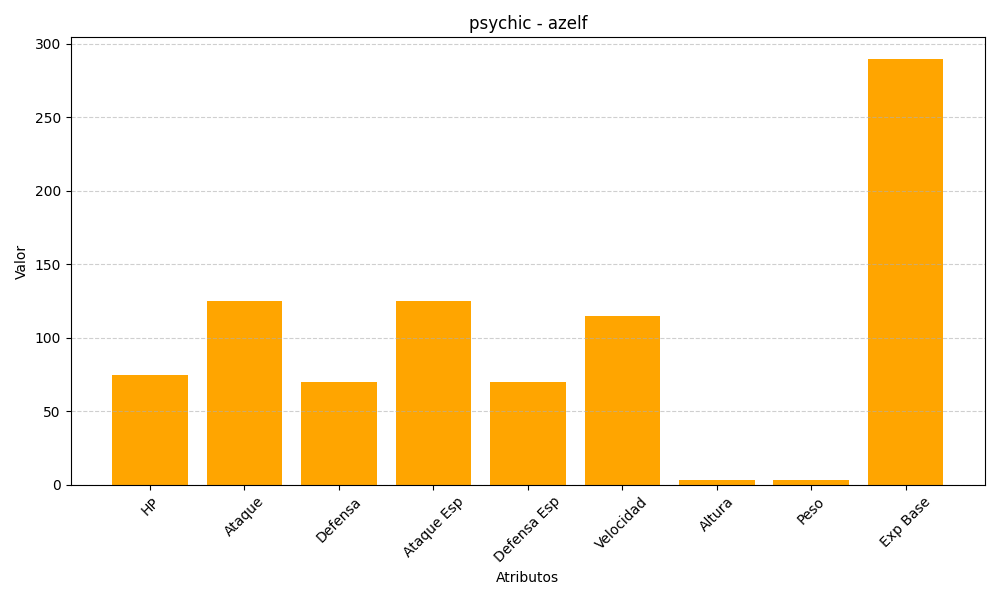 psychic - azelf
Valor
300
250
200
150
100
50
0
HP
Ataque
Defensa
Ataque Esp
Defensa Esp
Velocidad
Altura
Peso
Exp Base
Atributos